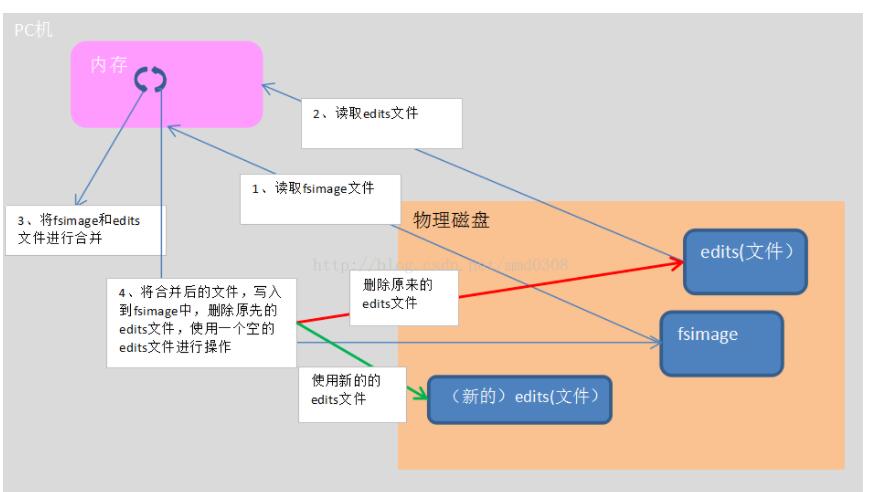 PC机
内存
2、读取edits文件
1、读取fsimage文件
3、将fsimage和edits
文件进行合并
物理磁盘
edits(文件）
http://blog.csdn.net/mmd0308
删除原来的
edits文件
4、将合并后的文件，写入
到fsimage中，删除原先的
edits文件，使用一个空的
edits文件进行操作
fsimage
使用新的的
edits文件
（新的）edits(文件）